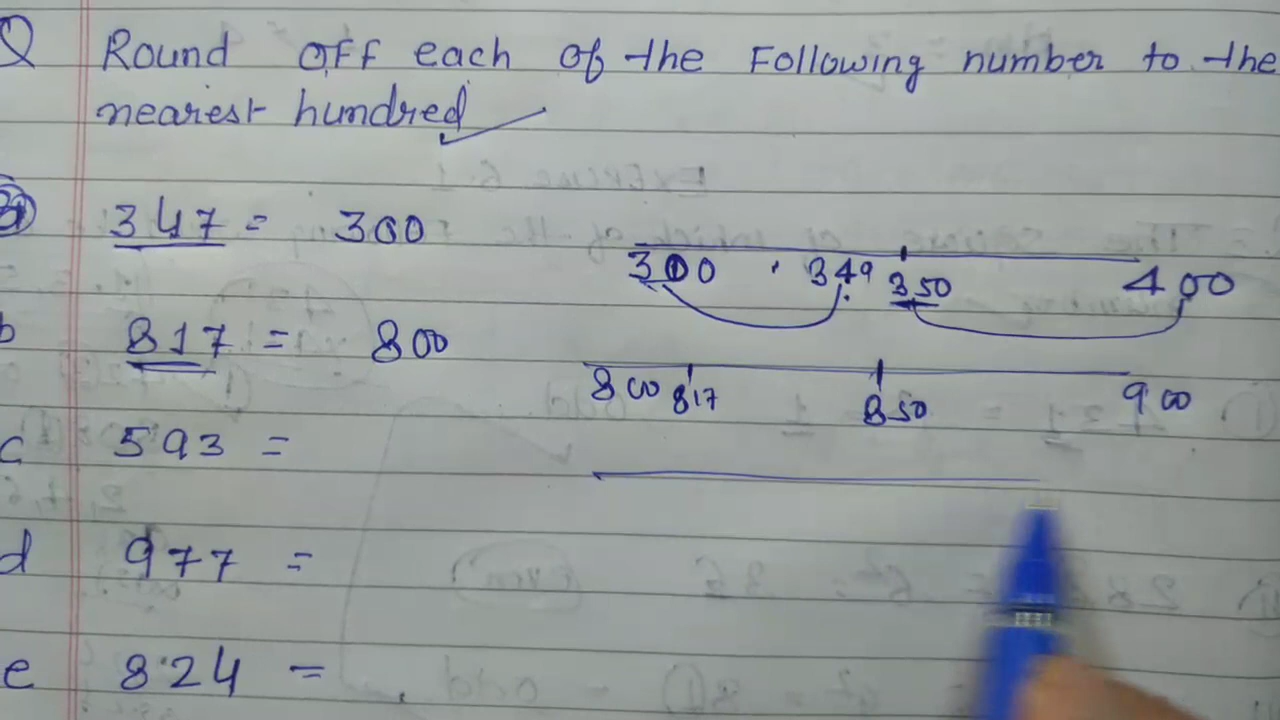 Q Round OFF each of the Following number to the
nearest hundred
a 347 = 300
300 349 350 400
b 817 = 800
800 817 850 900
c 593 =
d 977 =
e 824 =